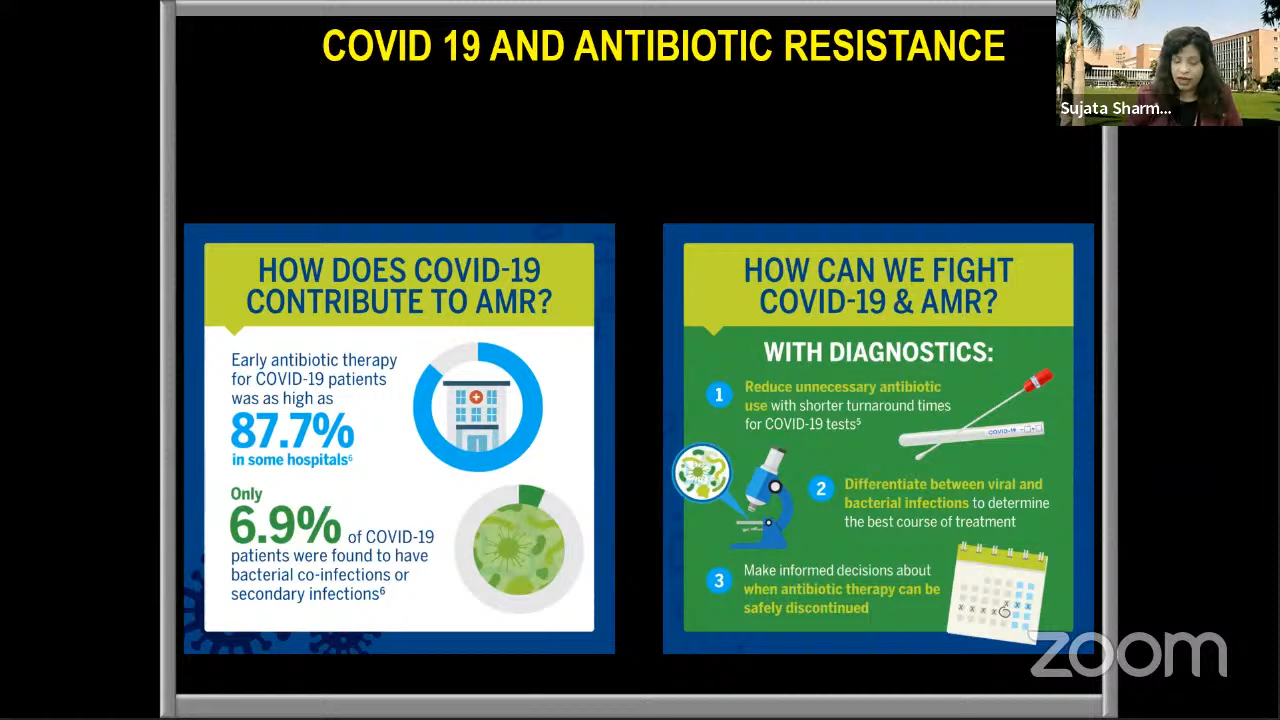 COVID 19 AND ANTIBIOTIC RESISTANCE
Sujata Sharm...
HOW DOES COVID-19
CONTRIBUTE TO AMR?
Early antibiotic therapy
for COVID-19 patients
was as high as
87.7%
in some hospitals⁶
Only
6.9% of COVID-19
patients were found to have
bacterial co-infections or
secondary infections⁶
HOW CAN WE FIGHT
COVID-19 & AMR?
WITH DIAGNOSTICS:
1
Reduce unnecessary antibiotic
use with shorter turnaround times
for COVID-19 tests⁵
COVID-19
2
Differentiate between viral and
bacterial infections to determine
the best course of treatment
3
Make informed decisions about
when antibiotic therapy can be
safely discontinued
zoom